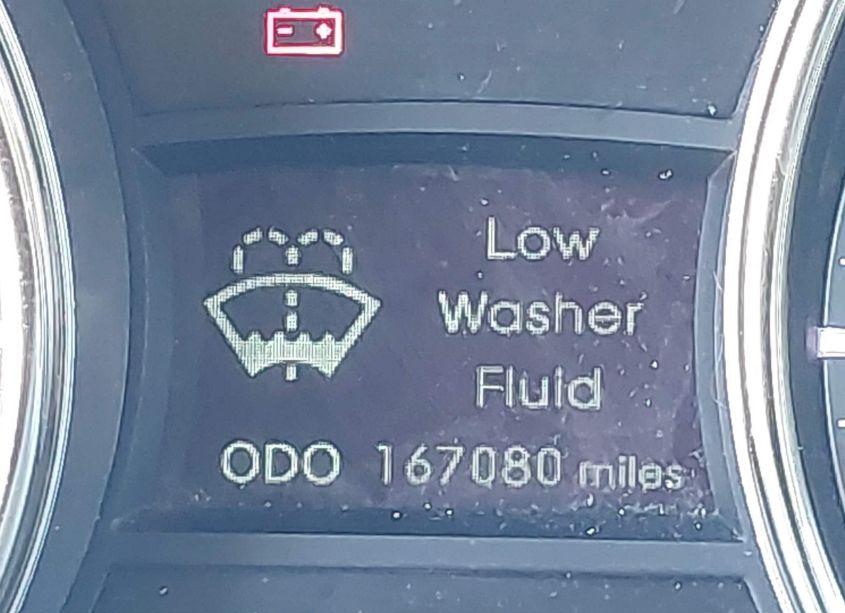 Low
Washer
Fluid
ODO 167080 miles